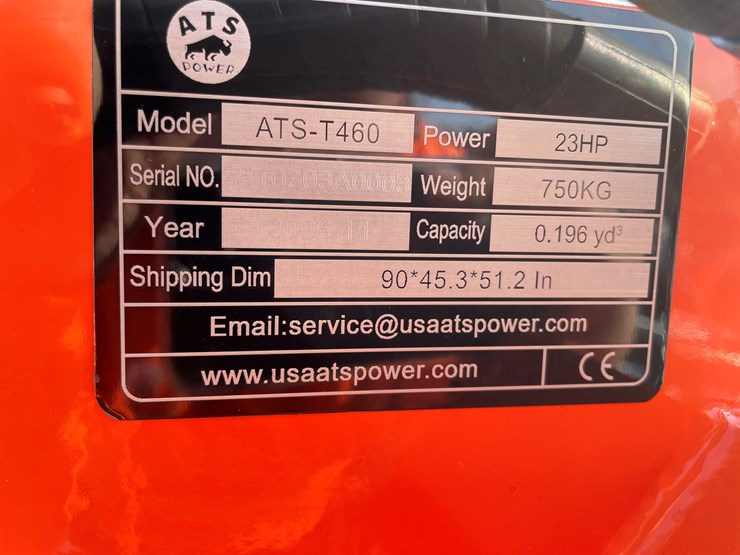 ATS
POWER
Model ATS-T460 Power 23HP
Serial NO. Weight 750KG
Year Capacity 0.196 yd³
Shipping Dim 90*45.3*51.2 In
Email:service@usaatspower.com
www.usaatspower.com CE